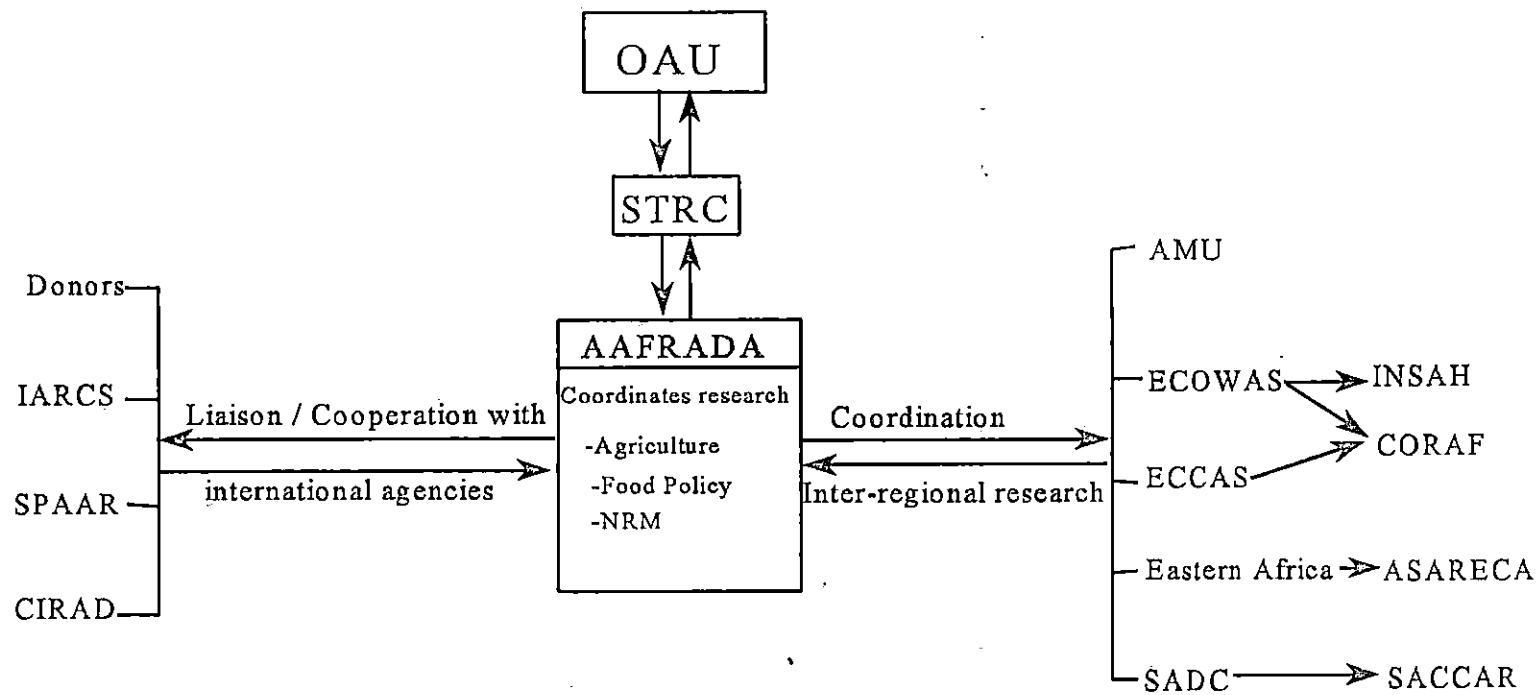 OAU
STRC
Donors
IARCS
SPAAR
CIRAD
Liaison / Cooperation with
international agencies
AAFRADA
Coordinates research
-Agriculture
-Food Policy
-NRM
Coordination
Inter-regional research
AMU
ECOWAS
INSAH
CORAF
ECCAS
Eastern Africa
ASARECA
SADC
SACCAR